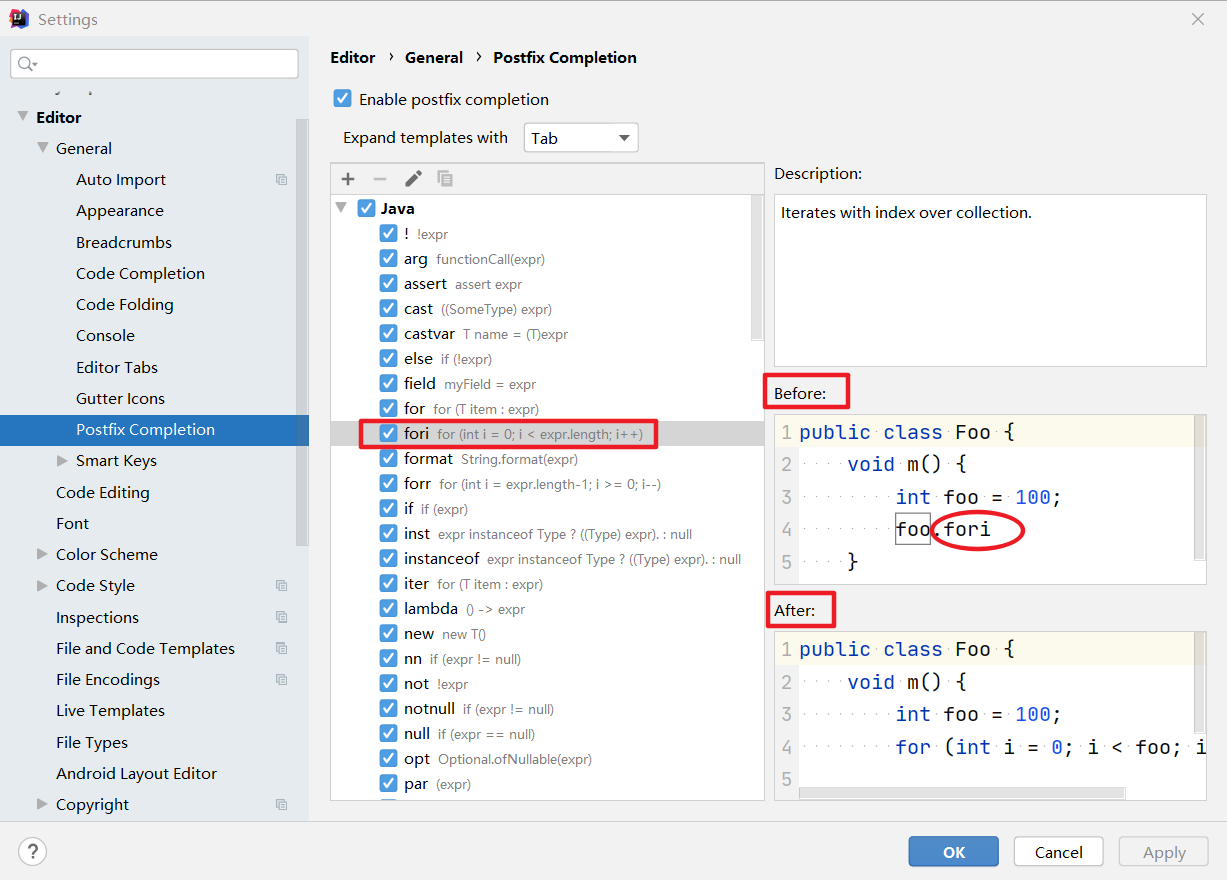 Settings
Editor
General
Auto Import
Appearance
Breadcrumbs
Code Completion
Code Folding
Console
Editor Tabs
Gutter Icons
Postfix Completion
Smart Keys
Code Editing
Font
Color Scheme
Code Style
Inspections
File and Code Templates
File Encodings
Live Templates
File Types
Android Layout Editor
Copyright
Editor › General › Postfix Completion
Enable postfix completion
Expand templates with Tab
Java
! !expr
arg functionCall(expr)
assert assert expr
cast ((SomeType) expr)
castvar T name = (T)expr
else if (!expr)
field myField = expr
for for (T item : expr)
fori for (int i = 0; i < expr.length; i++)
format String.format(expr)
forr for (int i = expr.length-1; i >= 0; i--)
if if (expr)
inst expr instanceof Type ? ((Type) expr). : null
instanceof expr instanceof Type ? ((Type) expr). : null
iter for (T item : expr)
lambda () -> expr
new new T()
nn if (expr != null)
not !expr
notnull if (expr != null)
null if (expr == null)
opt Optional.ofNullable(expr)
par (expr)
Description:
Iterates with index over collection.
Before:
1 public class Foo {
2 void m() {
3 int foo = 100;
4 foo.fori
5 }
After:
1 public class Foo {
2 void m() {
3 int foo = 100;
4 for (int i = 0; i < foo; i
5
? OK Cancel Apply